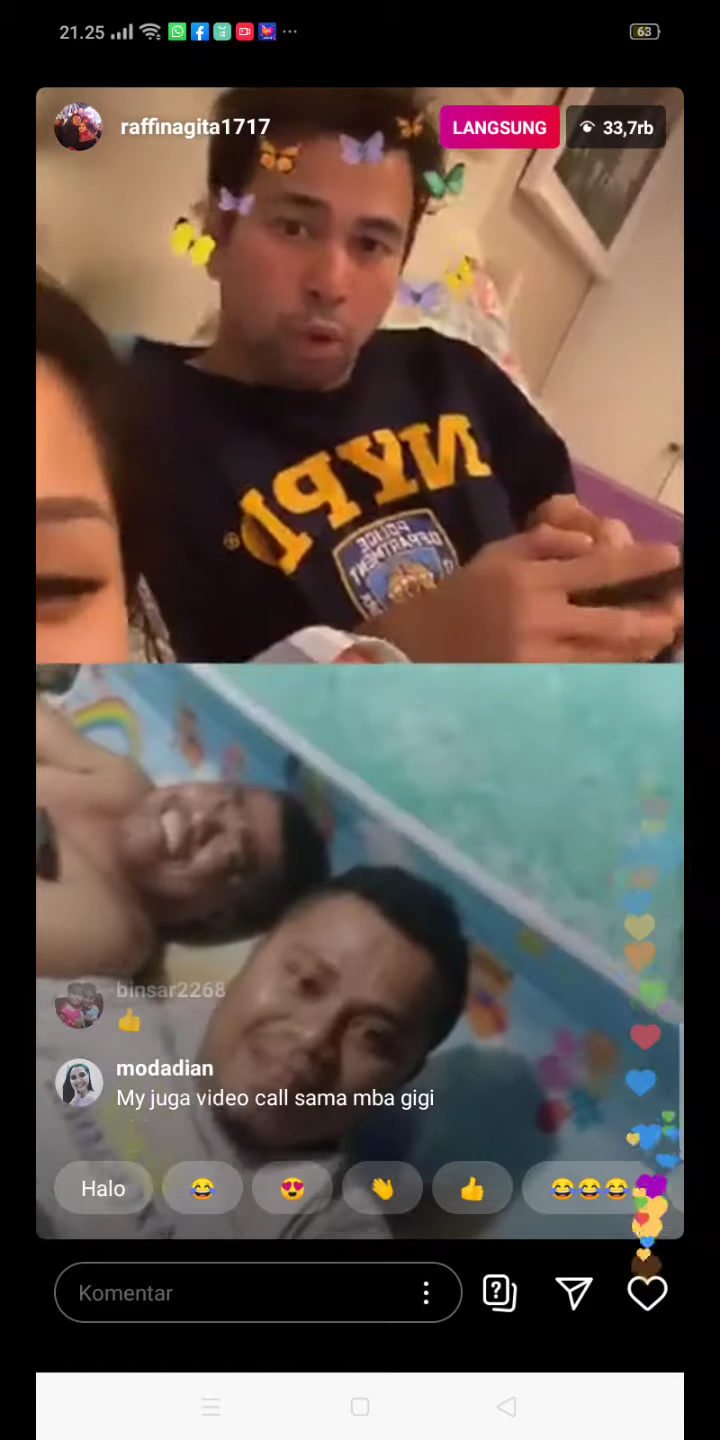 21.25
63
raffinagita1717
LANGSUNG
33,7rb
NYPD
®
POLICE
DEPARTMENT
binsar2268
👍
modadian
My juga video call sama mba gigi
Halo
😂
😍
👋
👍
😂😂😂
Komentar